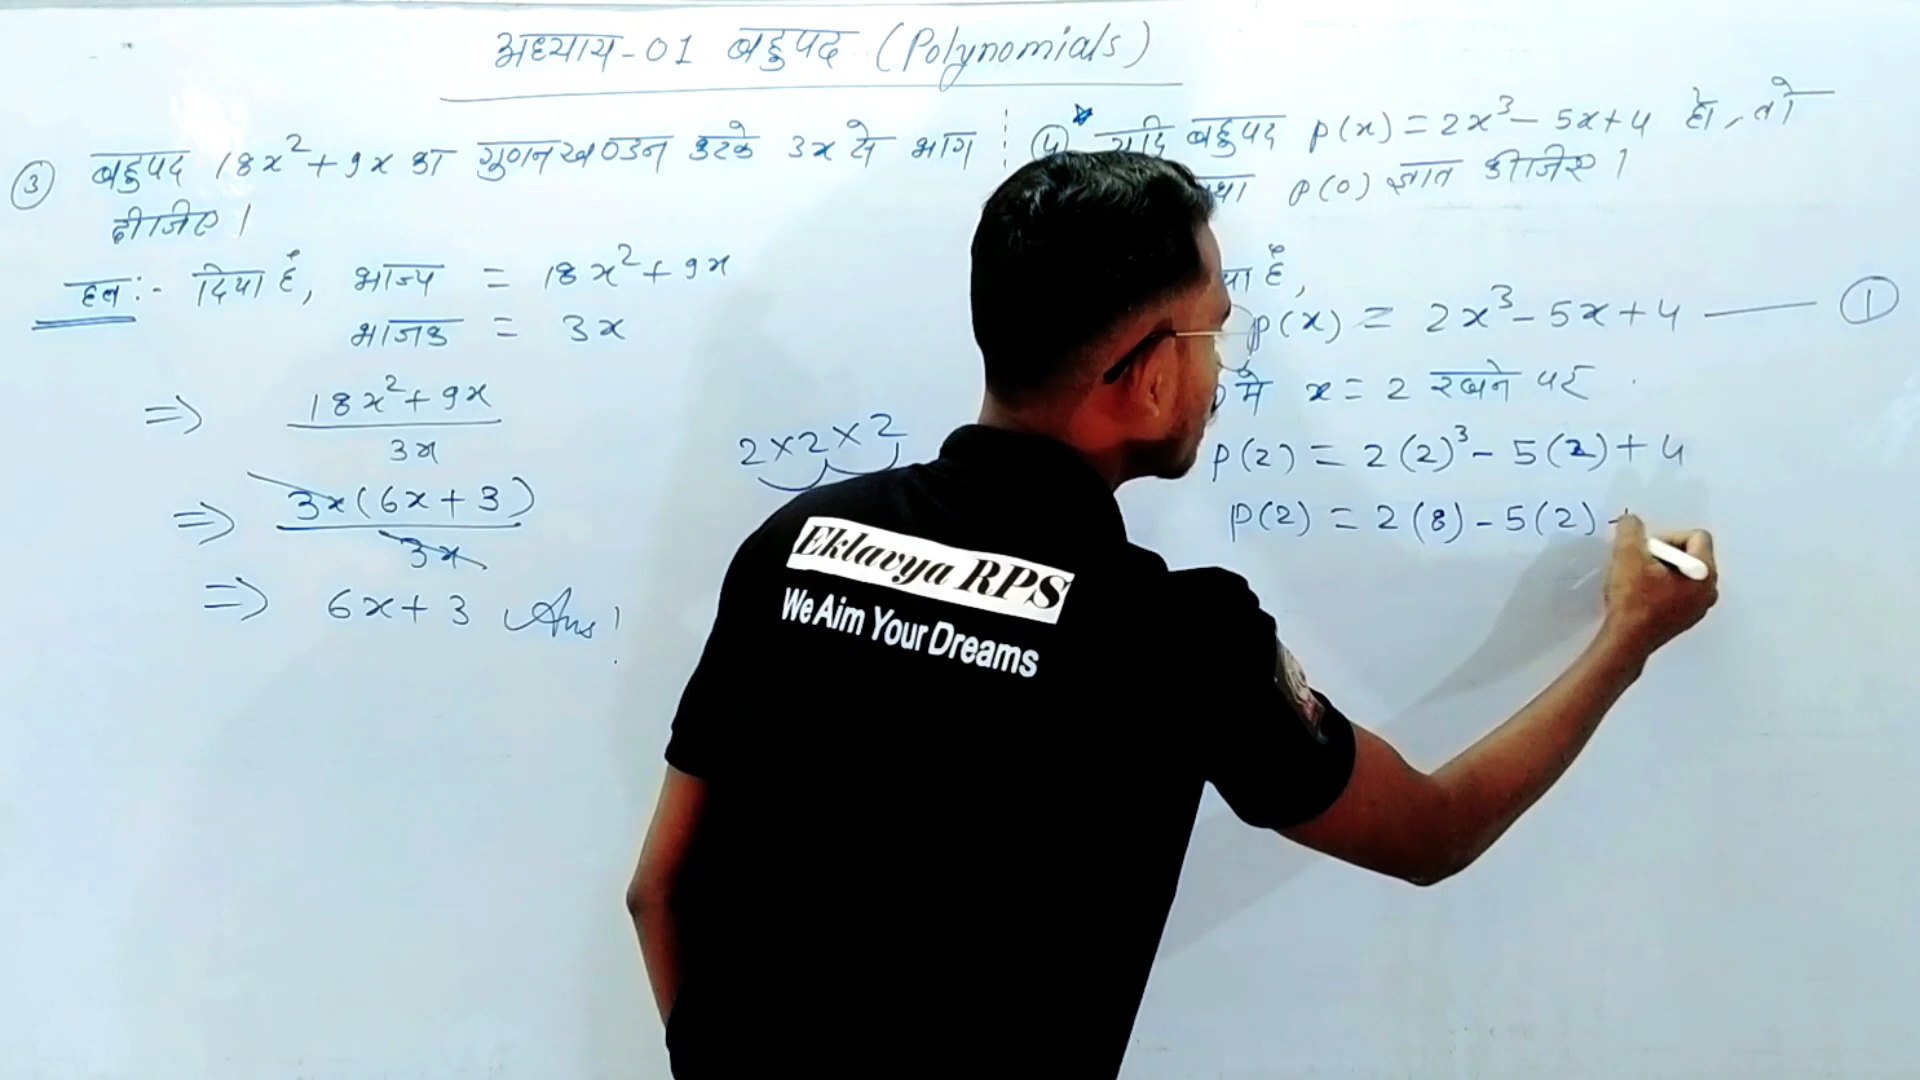 अध्याय-01 बहुपद (Polynomials)
③ बहुपद 18x²+9x का गुणनखण्डन करके 3x से भाग
दीजिए।
हल:- दिया है, भाज्य = 18x²+9x
भाजक = 3x
=> 18x²+9x / 3x
=> 3x(6x+3) / 3x
=> 6x+3 Ans!
2×2×2
④ यदि बहुपद p(x)=2x³-5x+4 हो, तो
p(0) ज्ञात कीजिए।
है,
p(x) = 2x³-5x+4 —— ①
में x=2 रखने पर
p(2) = 2(2)³-5(2)+4
p(2) = 2(8)-5(2)
Eklavya RPS
We Aim Your Dreams